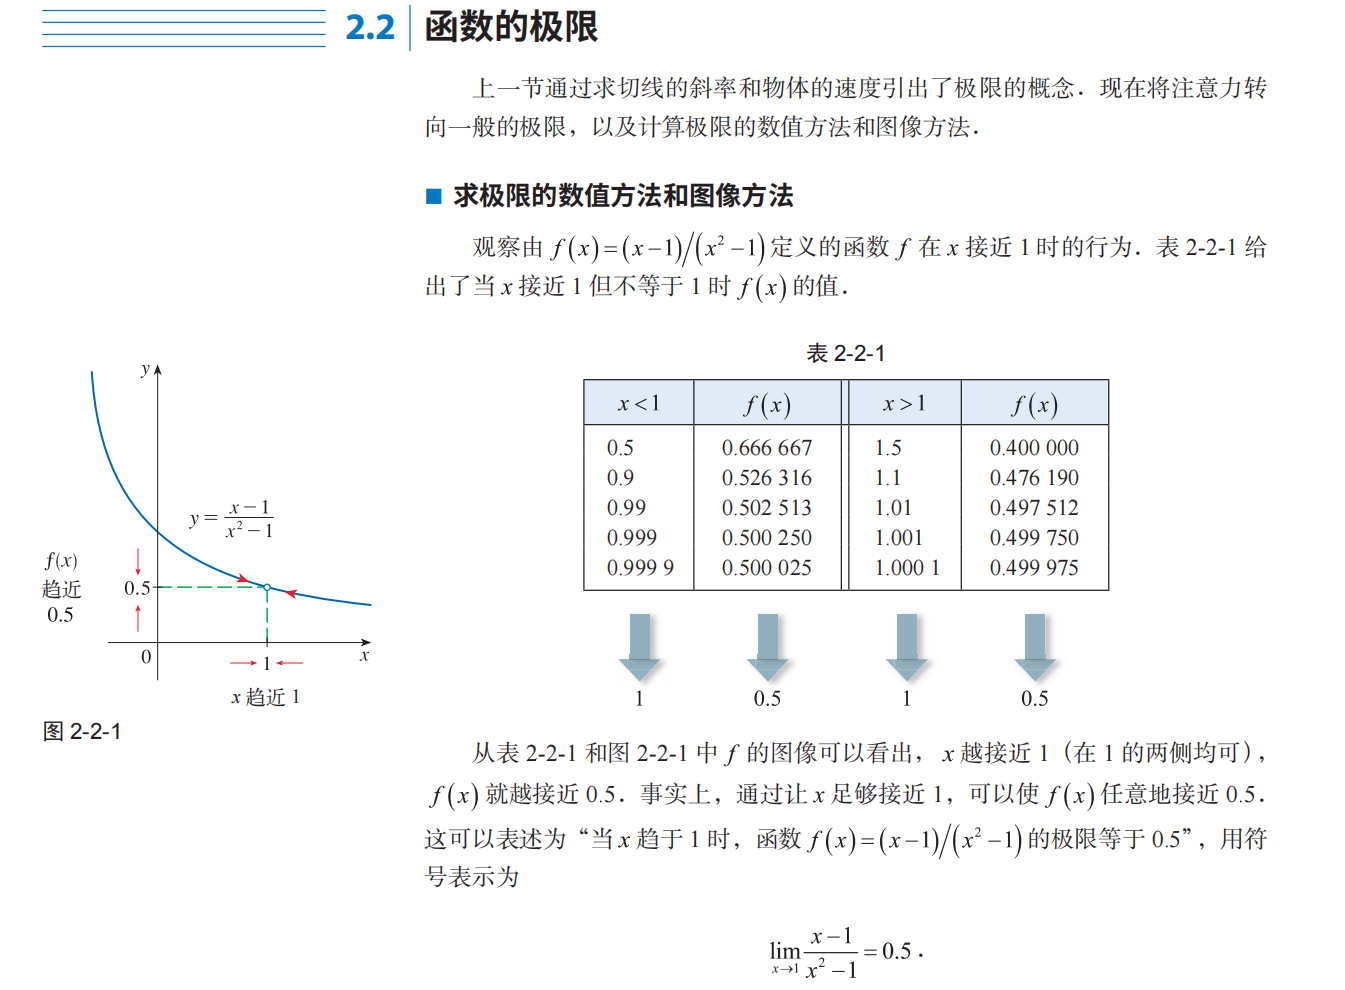 2.2 函数的极限
上一节通过求切线的斜率和物体的速度引出了极限的概念．现在将注意力转
向一般的极限，以及计算极限的数值方法和图像方法．
■ 求极限的数值方法和图像方法
观察由 f(x)=(x−1)/(x²−1)定义的函数 f 在 x 接近 1 时的行为．表 2-2-1 给
出了当 x 接近 1 但不等于 1 时 f(x) 的值．
表 2-2-1
x<1 f(x) x>1 f(x)
0.5 0.666 667 1.5 0.400 000
0.9 0.526 316 1.1 0.476 190
0.99 0.502 513 1.01 0.497 512
0.999 0.500 250 1.001 0.499 750
0.999 9 0.500 025 1.000 1 0.499 975
1 0.5 1 0.5
y
y = (x−1)/(x²−1)
f(x)
趋近
0.5
0.5
0 1 x
x 趋近 1
图 2-2-1
从表 2-2-1 和图 2-2-1 中 f 的图像可以看出，x 越接近 1（在 1 的两侧均可），
f(x) 就越接近 0.5．事实上，通过让 x 足够接近 1，可以使 f(x) 任意地接近 0.5．
这可以表述为“当 x 趋于 1 时，函数 f(x)=(x−1)/(x²−1) 的极限等于 0.5”，用符
号表示为
lim x→1 (x−1)/(x²−1) = 0.5．